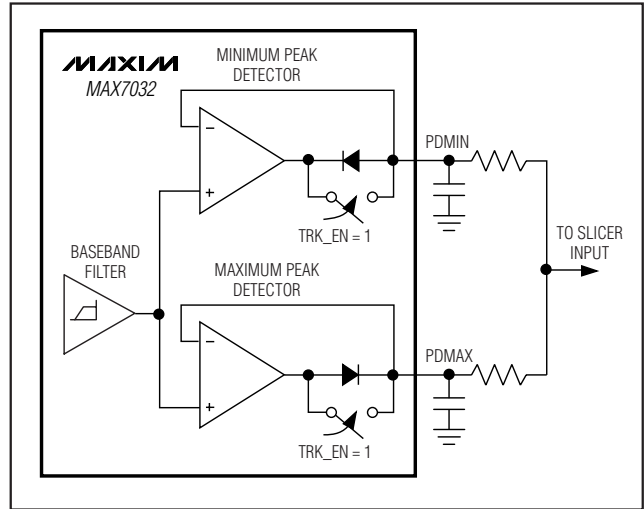 MAXIM
MAX7032
MINIMUM PEAK
DETECTOR
−
+
PDMIN
TRK_EN = 1
BASEBAND
FILTER
TO SLICER
INPUT
MAXIMUM PEAK
DETECTOR
−
+
PDMAX
TRK_EN = 1